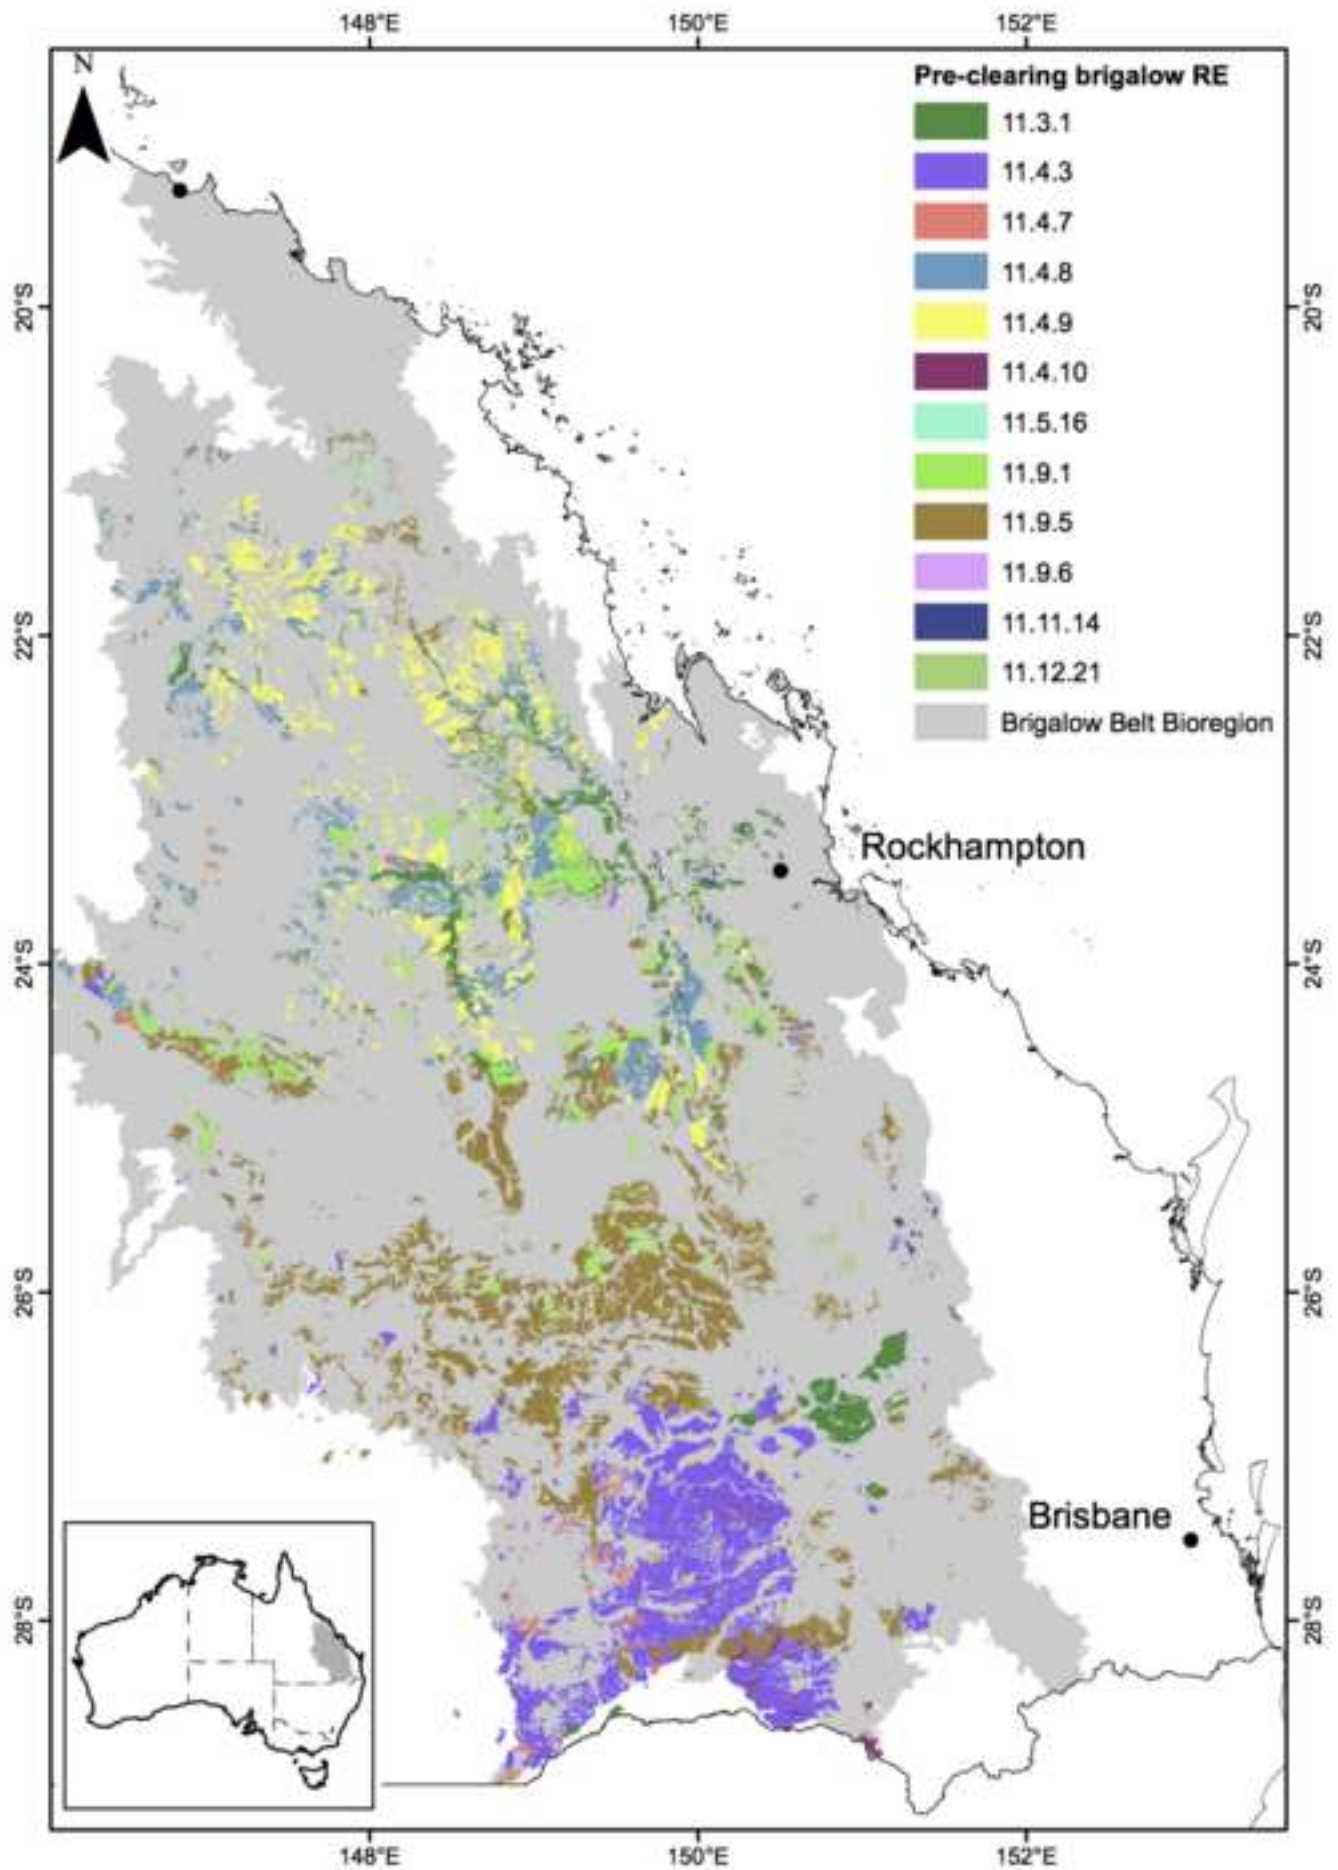 148°E 150°E 152°E
N
Pre-clearing brigalow RE
11.3.1
11.4.3
11.4.7
11.4.8
11.4.9
11.4.10
11.5.16
11.9.1
11.9.5
11.9.6
11.11.14
11.12.21
Brigalow Belt Bioregion
20°S 20°S
22°S 22°S
Rockhampton
24°S 24°S
26°S 26°S
Brisbane
28°S 28°S
148°E 150°E 152°E